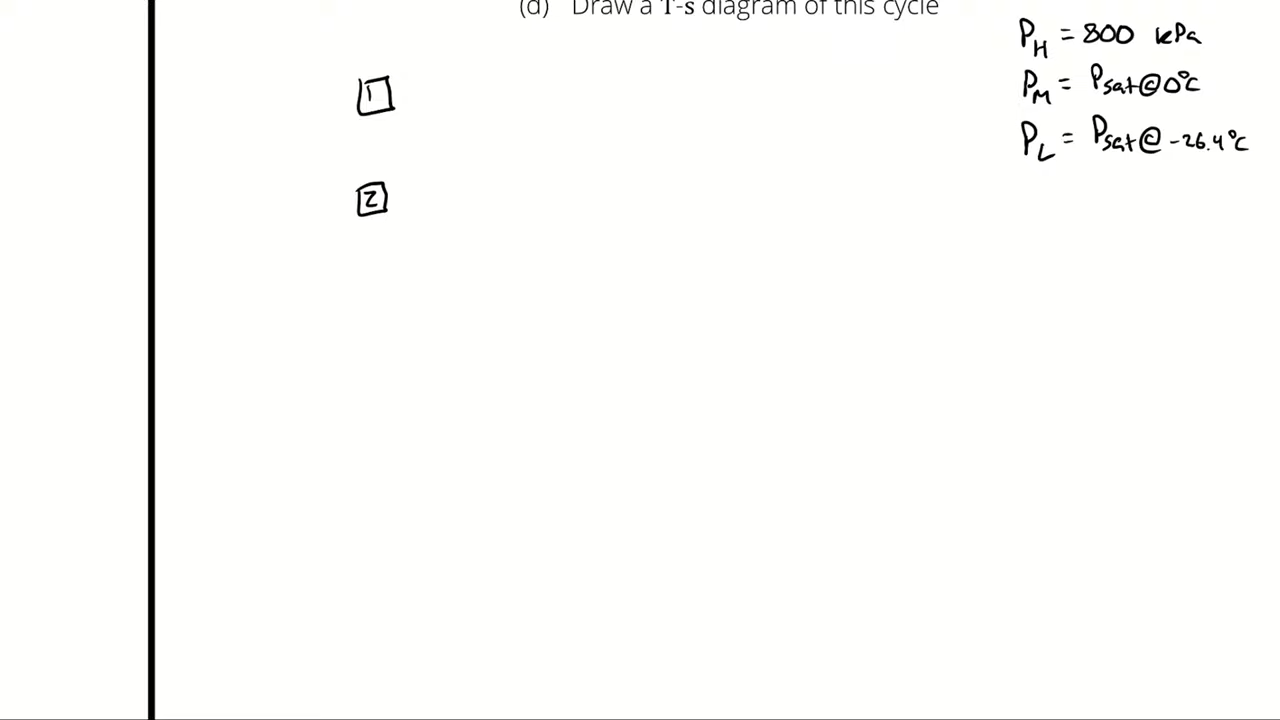 (d) Draw a T-s diagram of this cycle
P_H = 800 kPa
P_M = P_sat@0°C
P_L = P_sat@-26.4°C
1
2